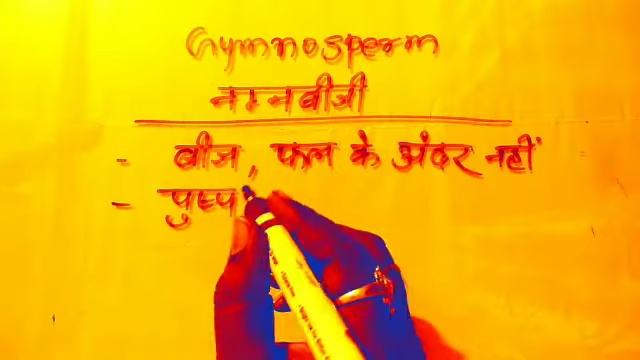 Gymnosperm
नग्नबीजी
- बीज, फल के अंदर नहीं
- पुष्प